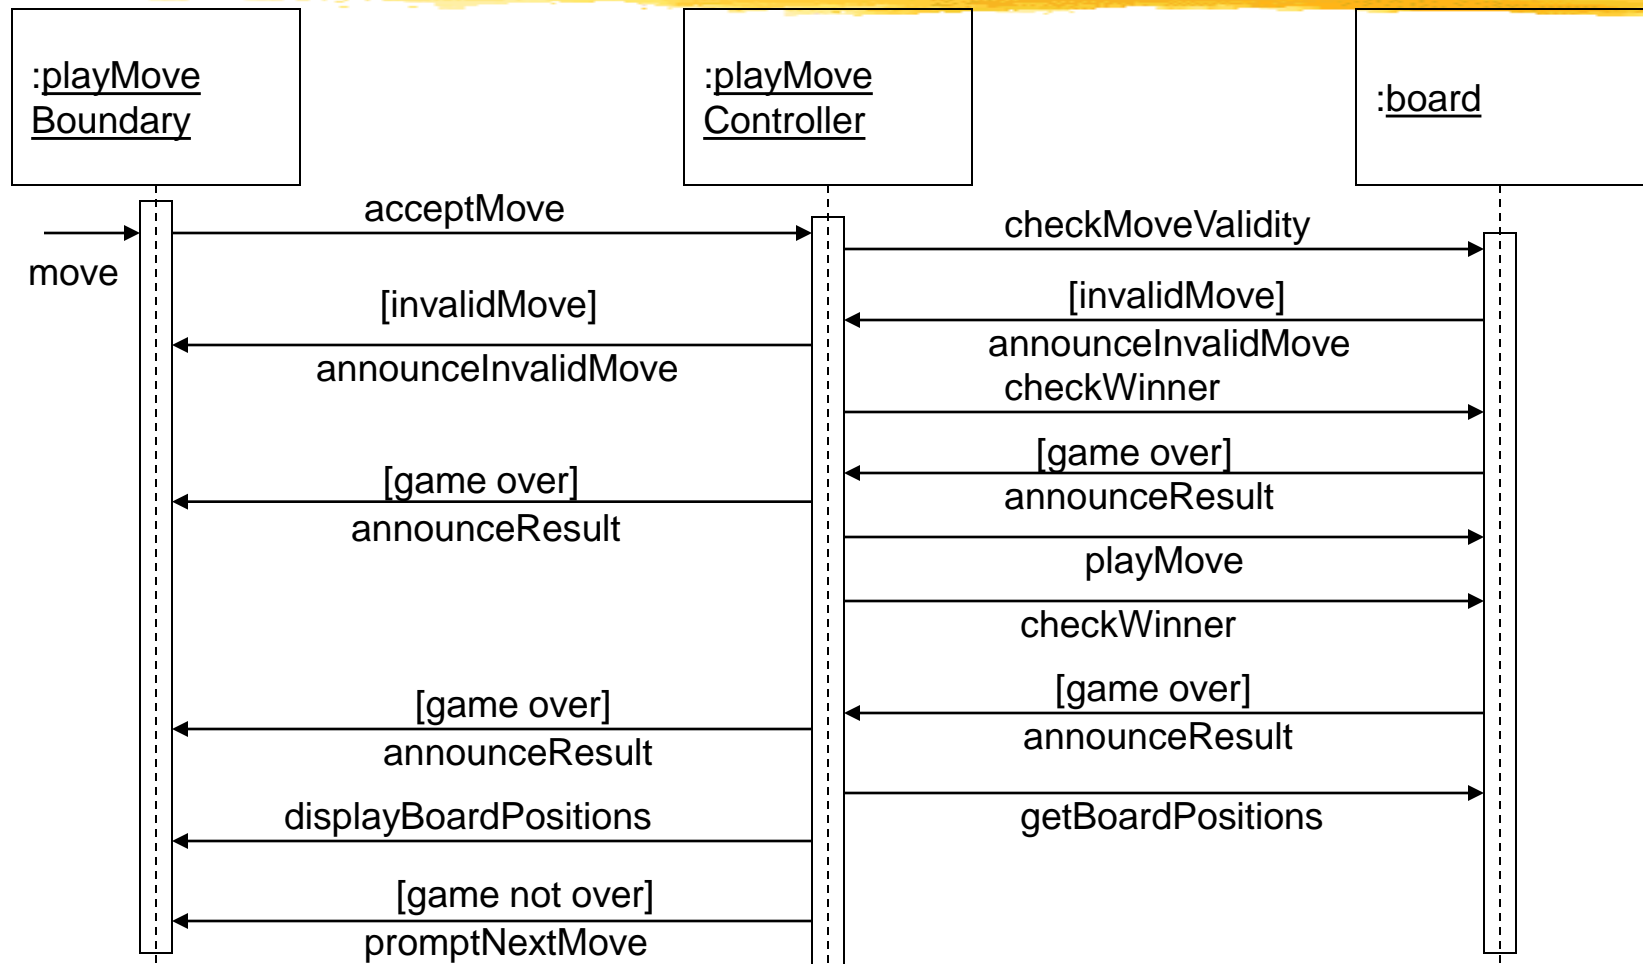 :playMove
Boundary
:playMove
Controller
:board
acceptMove
checkMoveValidity
move
[invalidMove]
[invalidMove]
announceInvalidMove
announceInvalidMove
checkWinner
[game over]
[game over]
announceResult
announceResult
playMove
checkWinner
[game over]
[game over]
announceResult
announceResult
displayBoardPositions
getBoardPositions
[game not over]
promptNextMove